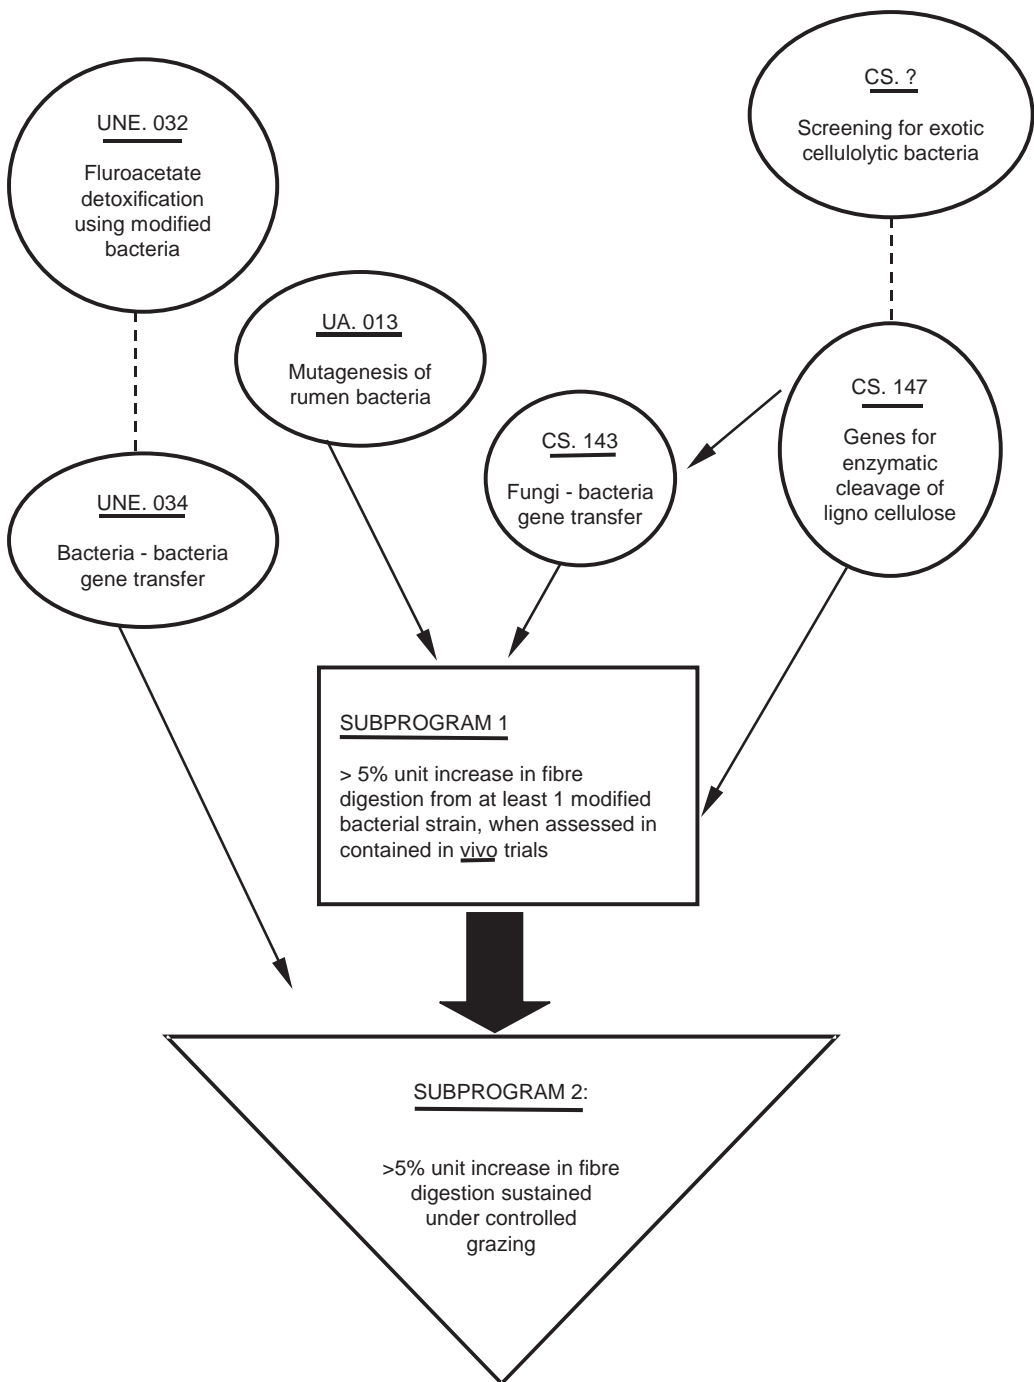 CS. ?
Screening for exotic
cellulolytic bacteria
UNE. 032
Fluroacetate
detoxification
using modified
bacteria
UA. 013
Mutagenesis of
rumen bacteria
CS. 147
Genes for
enzymatic
cleavage of
ligno cellulose
CS. 143
Fungi - bacteria
gene transfer
UNE. 034
Bacteria - bacteria
gene transfer
SUBPROGRAM 1
> 5% unit increase in fibre
digestion from at least 1 modified
bacterial strain, when assessed in
contained in vivo trials
SUBPROGRAM 2:
>5% unit increase in fibre
digestion sustained
under controlled
grazing